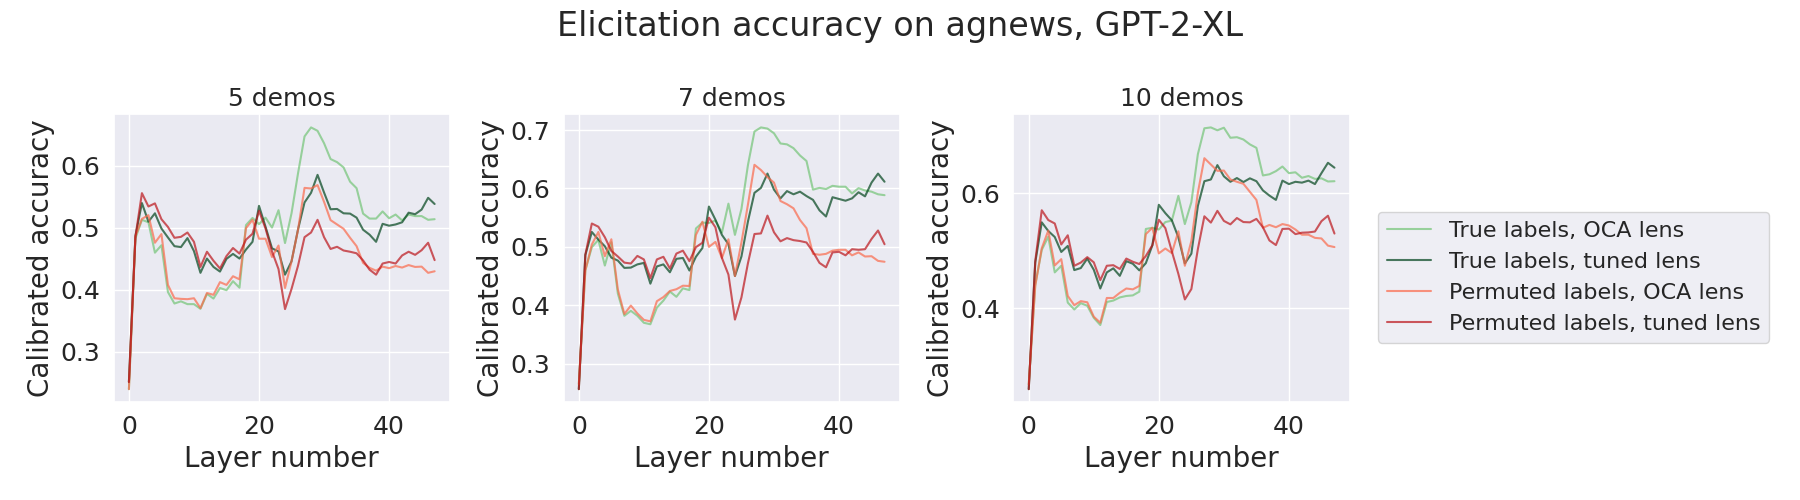 Elicitation accuracy on agnews, GPT-2-XL
5 demos
Calibrated accuracy
0.6
0.5
0.4
0.3
0
20
40
Layer number
7 demos
Calibrated accuracy
0.7
0.6
0.5
0.4
0.3
0
20
40
Layer number
10 demos
Calibrated accuracy
0.6
0.4
0
20
40
Layer number
True labels, OCA lens
True labels, tuned lens
Permuted labels, OCA lens
Permuted labels, tuned lens